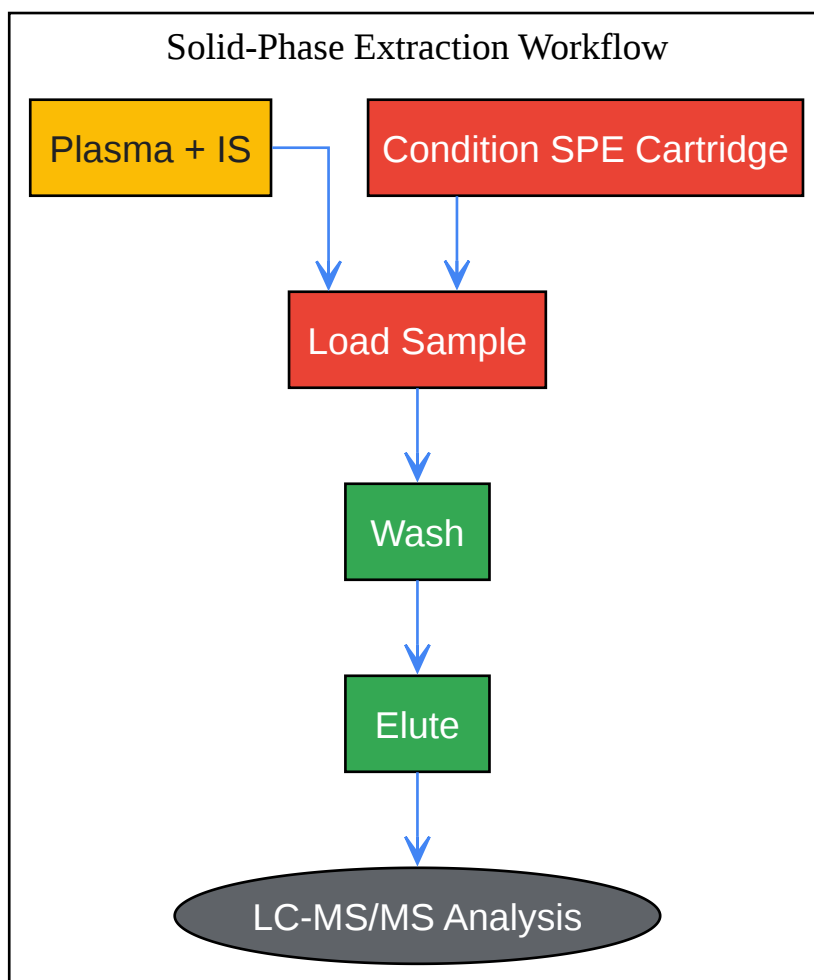 Solid-Phase Extraction Workflow
Plasma + IS
Condition SPE Cartridge
Load Sample
Wash
Elute
LC-MS/MS Analysis